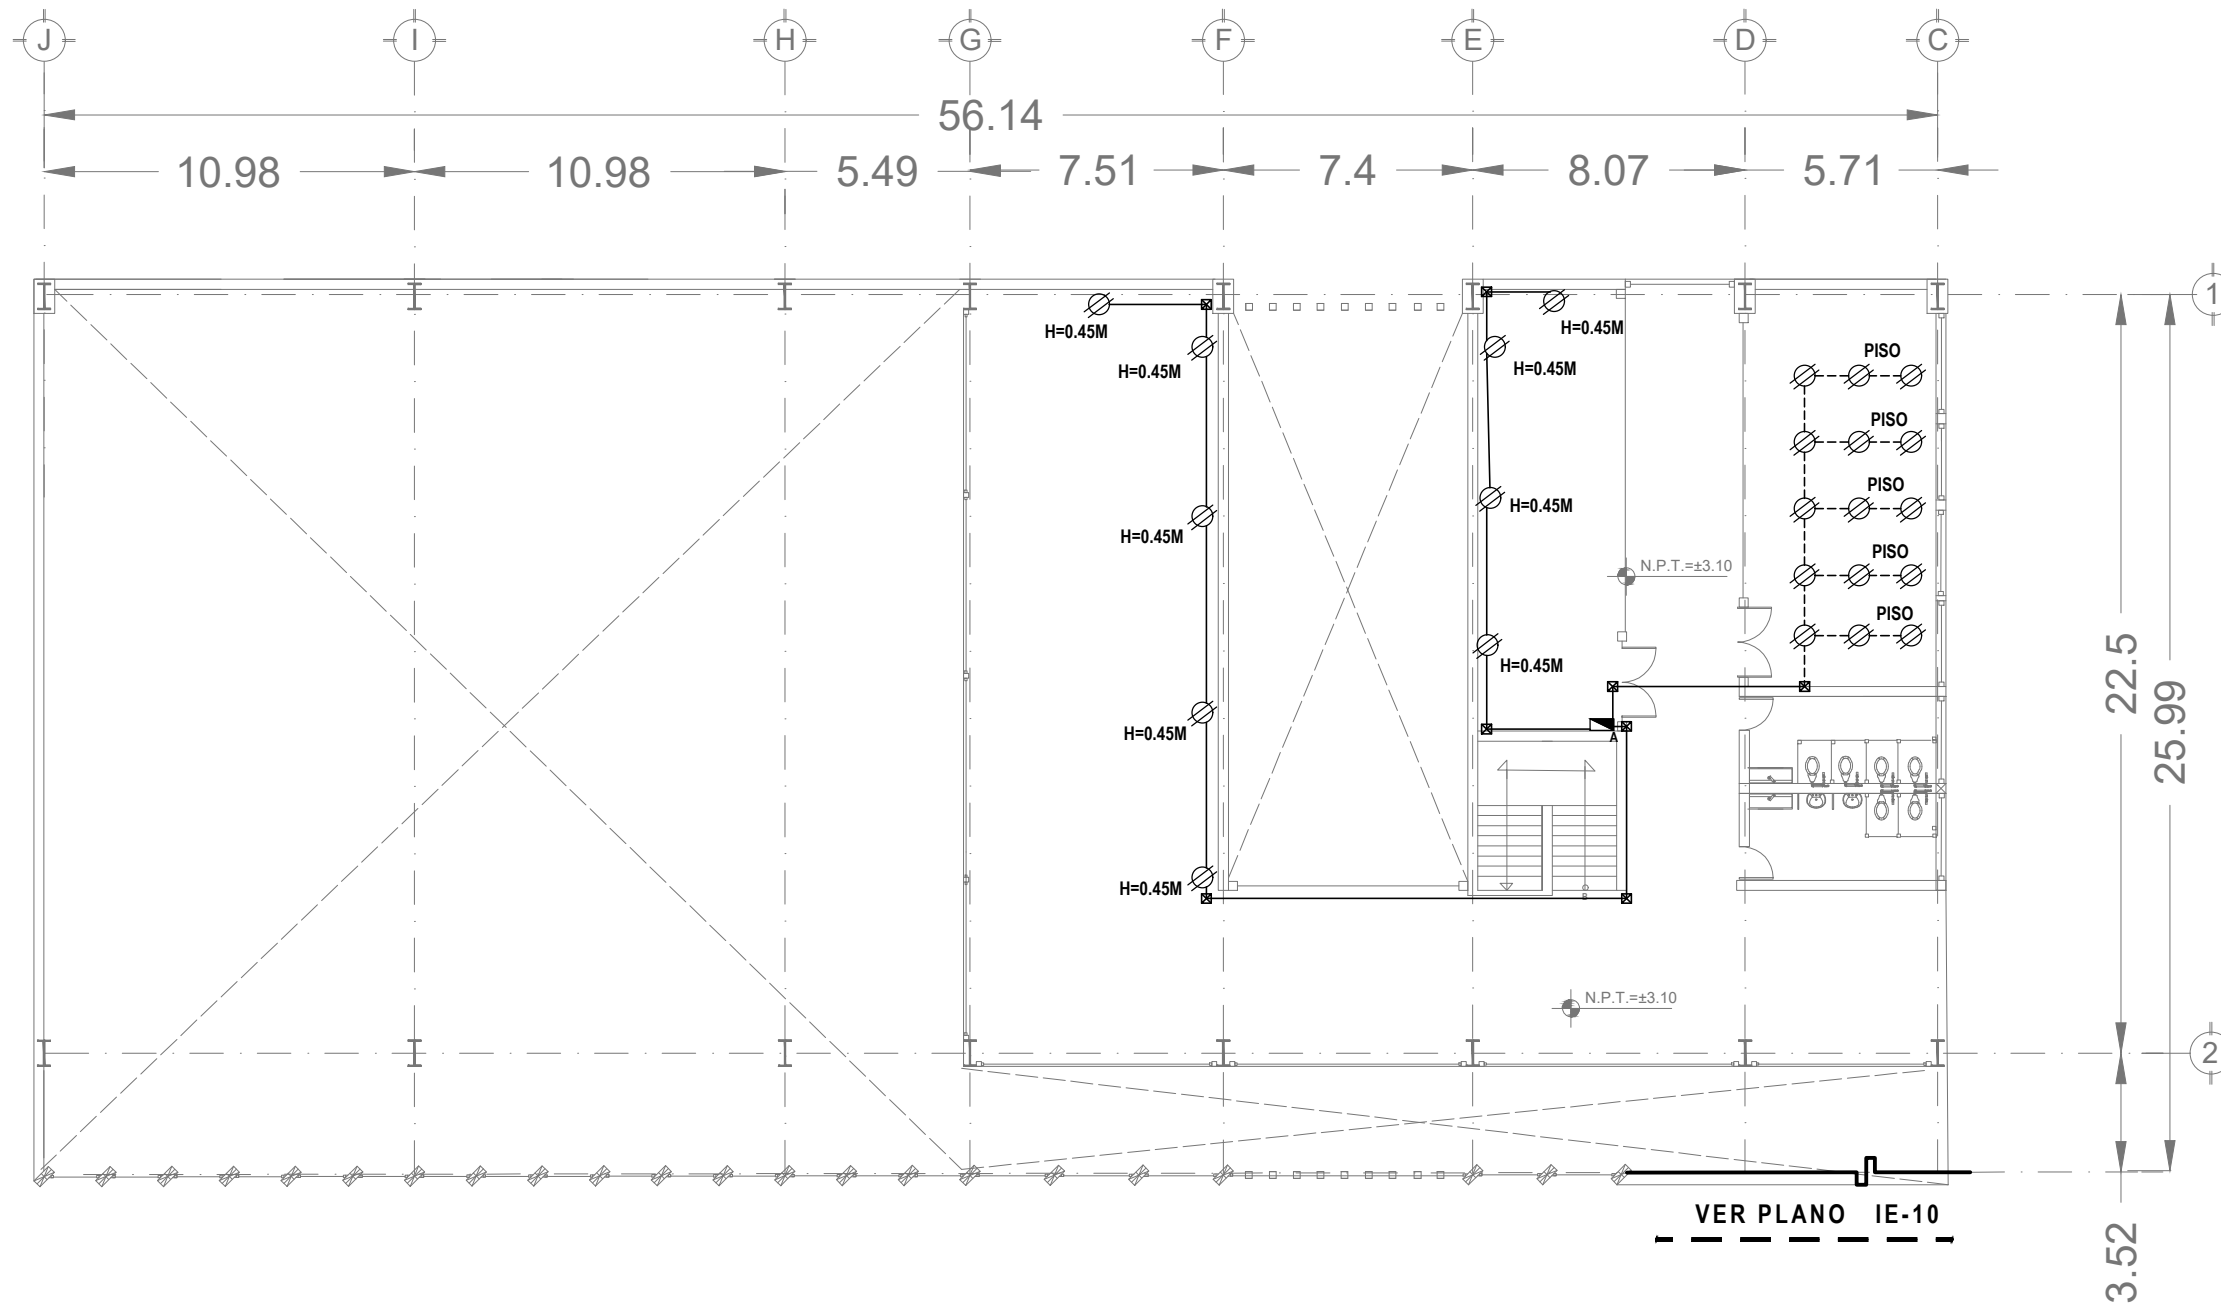 J I H G F E D C
56.14
10.98 10.98 5.49 7.51 7.4 8.07 5.71
1
H=0.45M H=0.45M
H=0.45M H=0.45M
PISO
PISO
PISO
H=0.45M H=0.45M
PISO
N.P.T.=±3.10
PISO
H=0.45M
22.5
25.99
H=0.45M
A
H=0.45M
B
N.P.T.=±3.10
2
VER PLANO IE-10
3.52